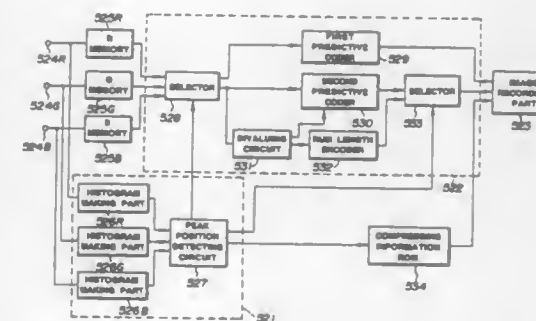 525R
R
MEMORY
524R
G
MEMORY
524G
525G
B
MEMORY
524B
525B
SELECTOR
528
FIRST
PREDICTIVE
CODER
529
SECOND
PREDICTIVE
CODER
530
SELECTOR
533
IMAGE
RECORDING
PART
523
BIVALUING
CIRCUIT
531
RUN LENGTH
ENCODER
532
522
HISTOGRAM
MAKING PART
526R
HISTOGRAM
MAKING PART
526G
HISTOGRAM
MAKING PART
526B
PEAK
POSITION
DETECTING
CIRCUIT
527
COMPRESSING
INFORMATION
ROM
534
521